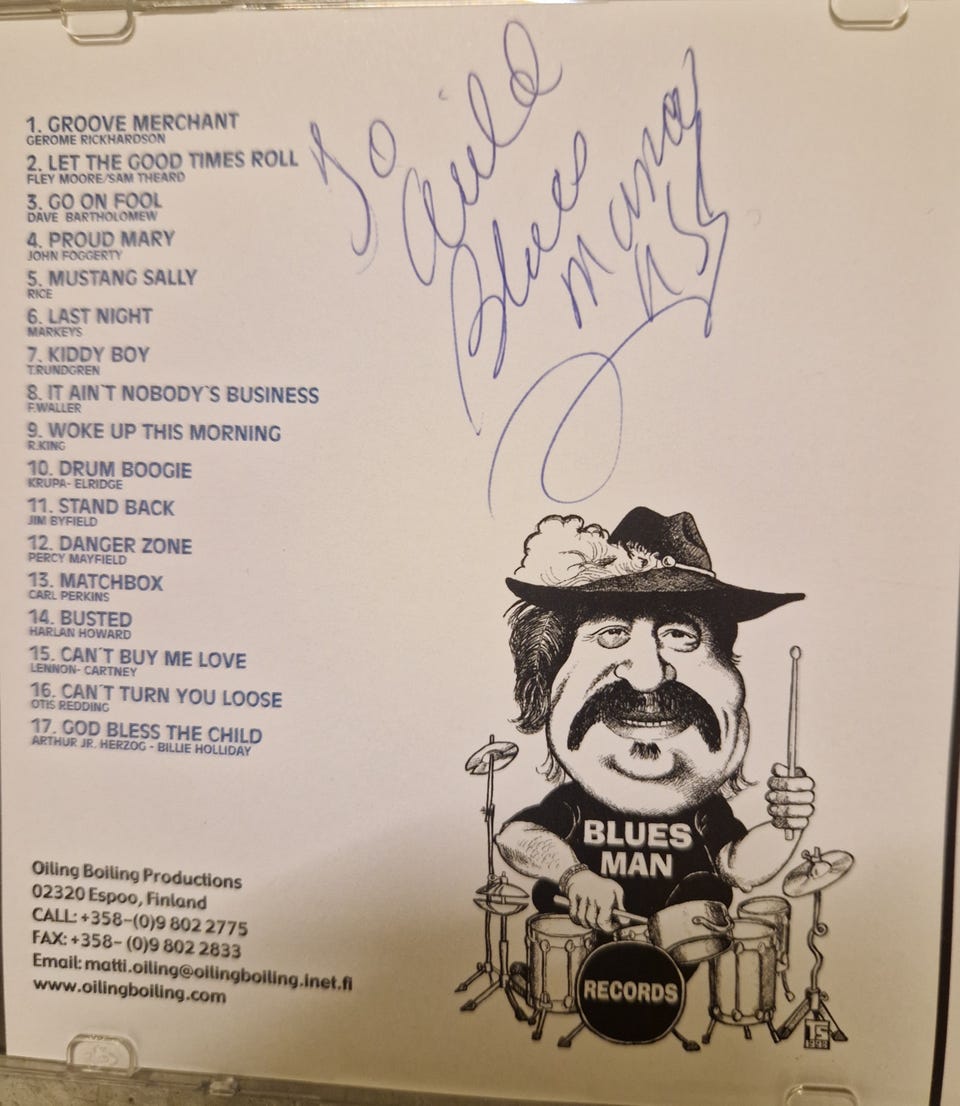 1. GROOVE MERCHANT
GEROME RICKHARDSON
2. LET THE GOOD TIMES ROLL
FLEY MOORE/SAM THEARD
3. GO ON FOOL
DAVE BARTHOLOMEW
4. PROUD MARY
JOHN FOGGERTY
5. MUSTANG SALLY
RICE
6. LAST NIGHT
MARKEYS
7. KIDDY BOY
T.RUNDGREN
8. IT AIN´T NOBODY´S BUSINESS
F.WALLER
9. WOKE UP THIS MORNING
R.KING
10. DRUM BOOGIE
KRUPA- ELRIDGE
11. STAND BACK
JIM BYFIELD
12. DANGER ZONE
PERCY MAYFIELD
13. MATCHBOX
CARL PERKINS
14. BUSTED
HARLAN HOWARD
15. CAN´T BUY ME LOVE
LENNON- CARTNEY
16. CAN´T TURN YOU LOOSE
OTIS REDDING
17. GOD BLESS THE CHILD
ARTHUR JR. HERZOG - BILLIE HOLLIDAY
To
Blues
BLUES
MAN
RECORDS
TS
Oiling Boiling Productions
02320 Espoo, Finland
CALL: +358-(0)9 802 2775
FAX: +358- (0)9 802 2833
Email: matti.oiling@oilingboiling.inet.fi
www.oilingboiling.com